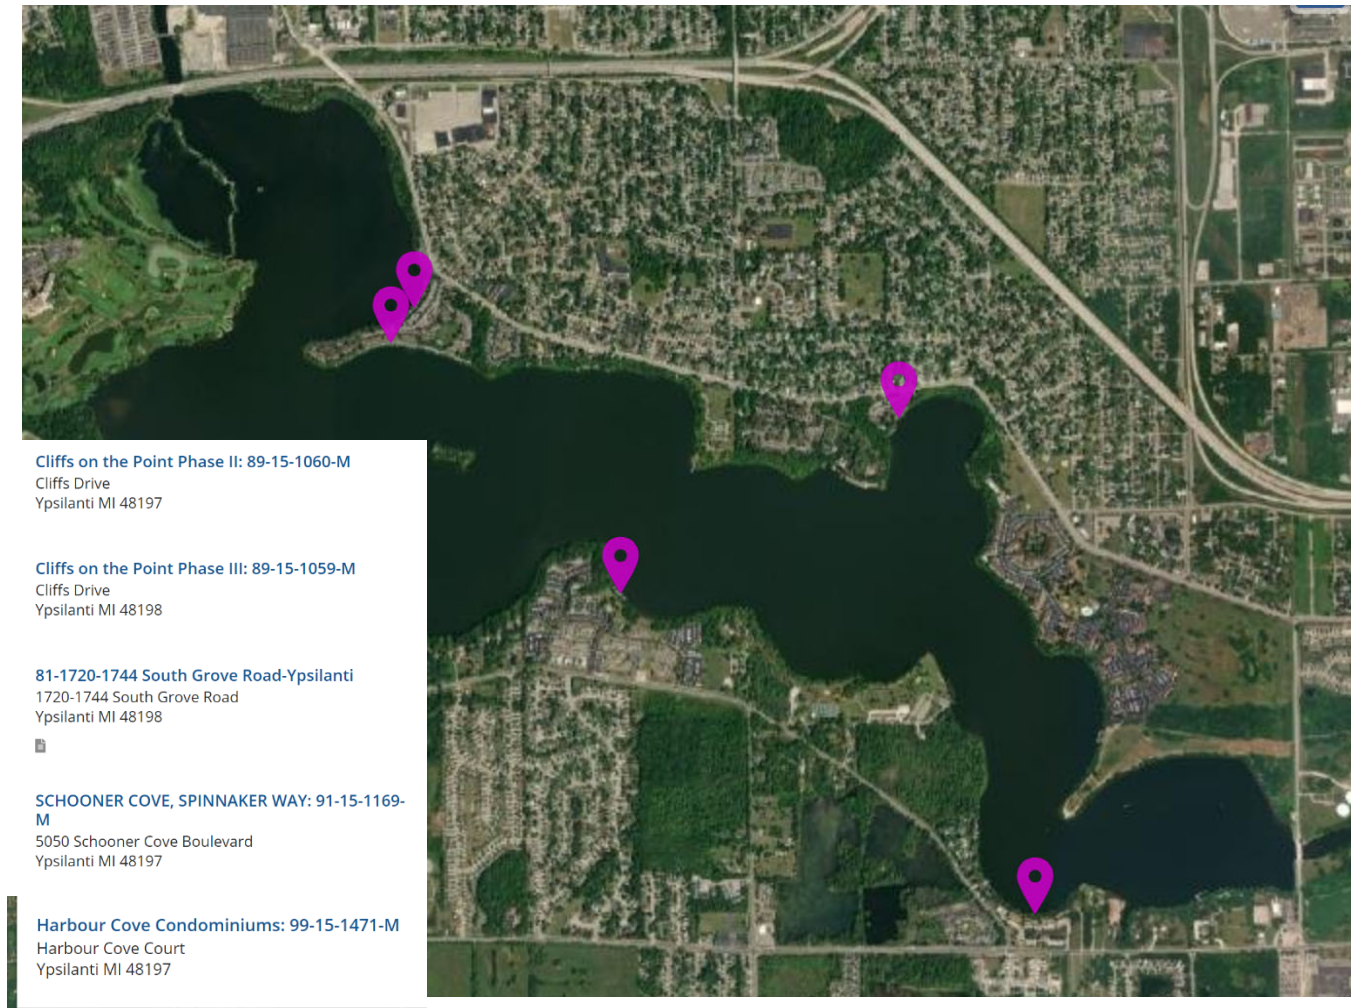 Cliffs on the Point Phase II: 89-15-1060-M
Cliffs Drive
Ypsilanti MI 48197
Cliffs on the Point Phase III: 89-15-1059-M
Cliffs Drive
Ypsilanti MI 48198
81-1720-1744 South Grove Road-Ypsilanti
1720-1744 South Grove Road
Ypsilanti MI 48198
SCHOONER COVE, SPINNAKER WAY: 91-15-1169-
M
5050 Schooner Cove Boulevard
Ypsilanti MI 48197
Harbour Cove Condominiums: 99-15-1471-M
Harbour Cove Court
Ypsilanti MI 48197